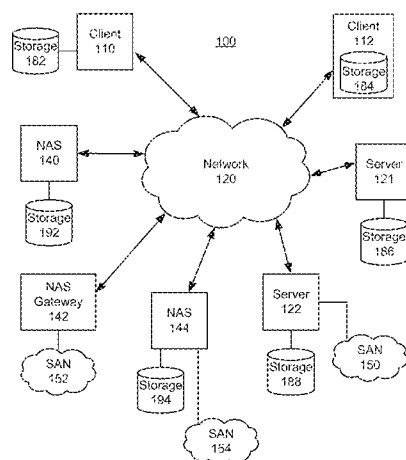 Storage
182
Client
110
100
Client
112
Storage
184
NAS
140
Network
120
Server
121
Storage
192
Storage
186
NAS
Gateway
142
NAS
144
Server
122
SAN
152
Storage
194
Storage
188
SAN
150
SAN
154